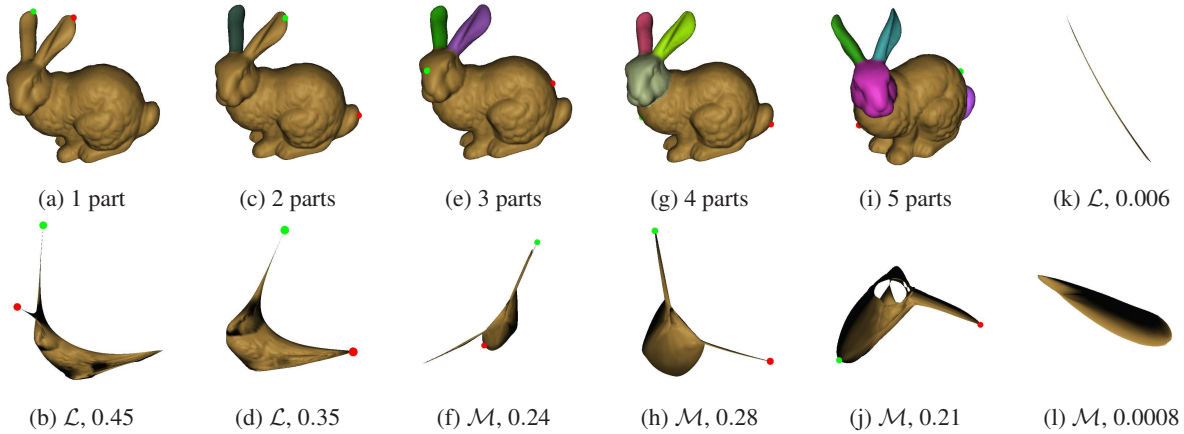 (a) 1 part (c) 2 parts (e) 3 parts (g) 4 parts (i) 5 parts (k) ℒ, 0.006
(b) ℒ, 0.45 (d) ℒ, 0.35 (f) ℳ, 0.24 (h) ℳ, 0.28 (j) ℳ, 0.21 (l) ℳ, 0.0008